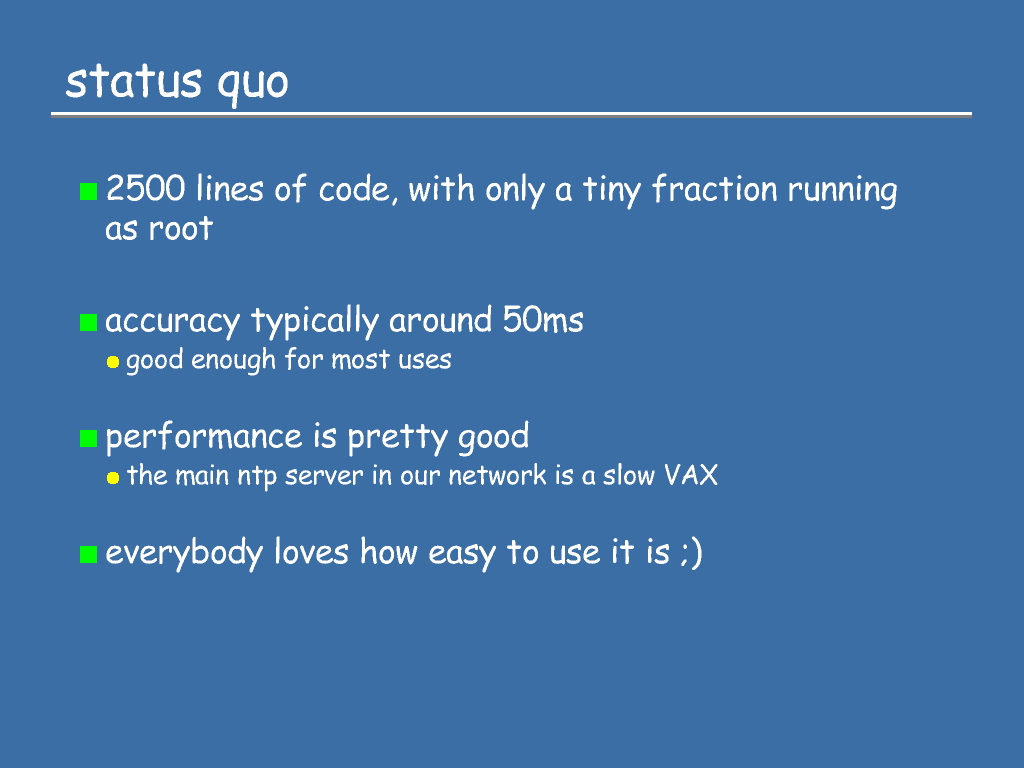 status quo
2500 lines of code, with only a tiny fraction running
as root
accuracy typically around 50ms
good enough for most uses
performance is pretty good
the main ntp server in our network is a slow VAX
everybody loves how easy to use it is ;)